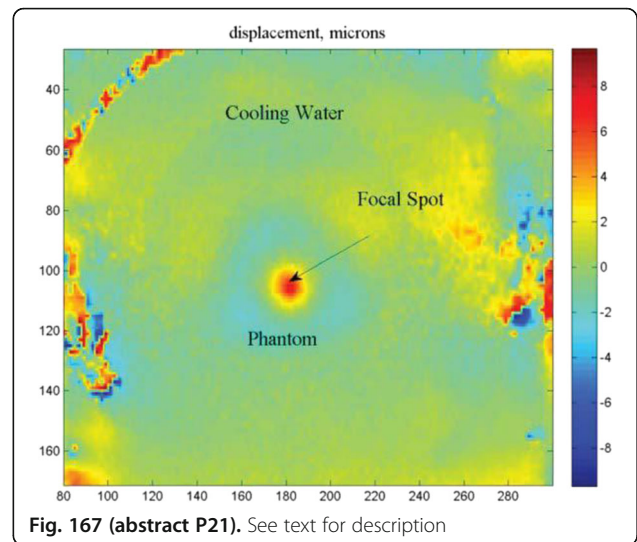 displacement, microns
Cooling Water
Focal Spot
Phantom
40
60
80
100
120
140
160
80 100 120 140 160 180 200 220 240 260 280
8
6
4
2
0
-2
-4
-6
-8
Fig. 167 (abstract P21). See text for description